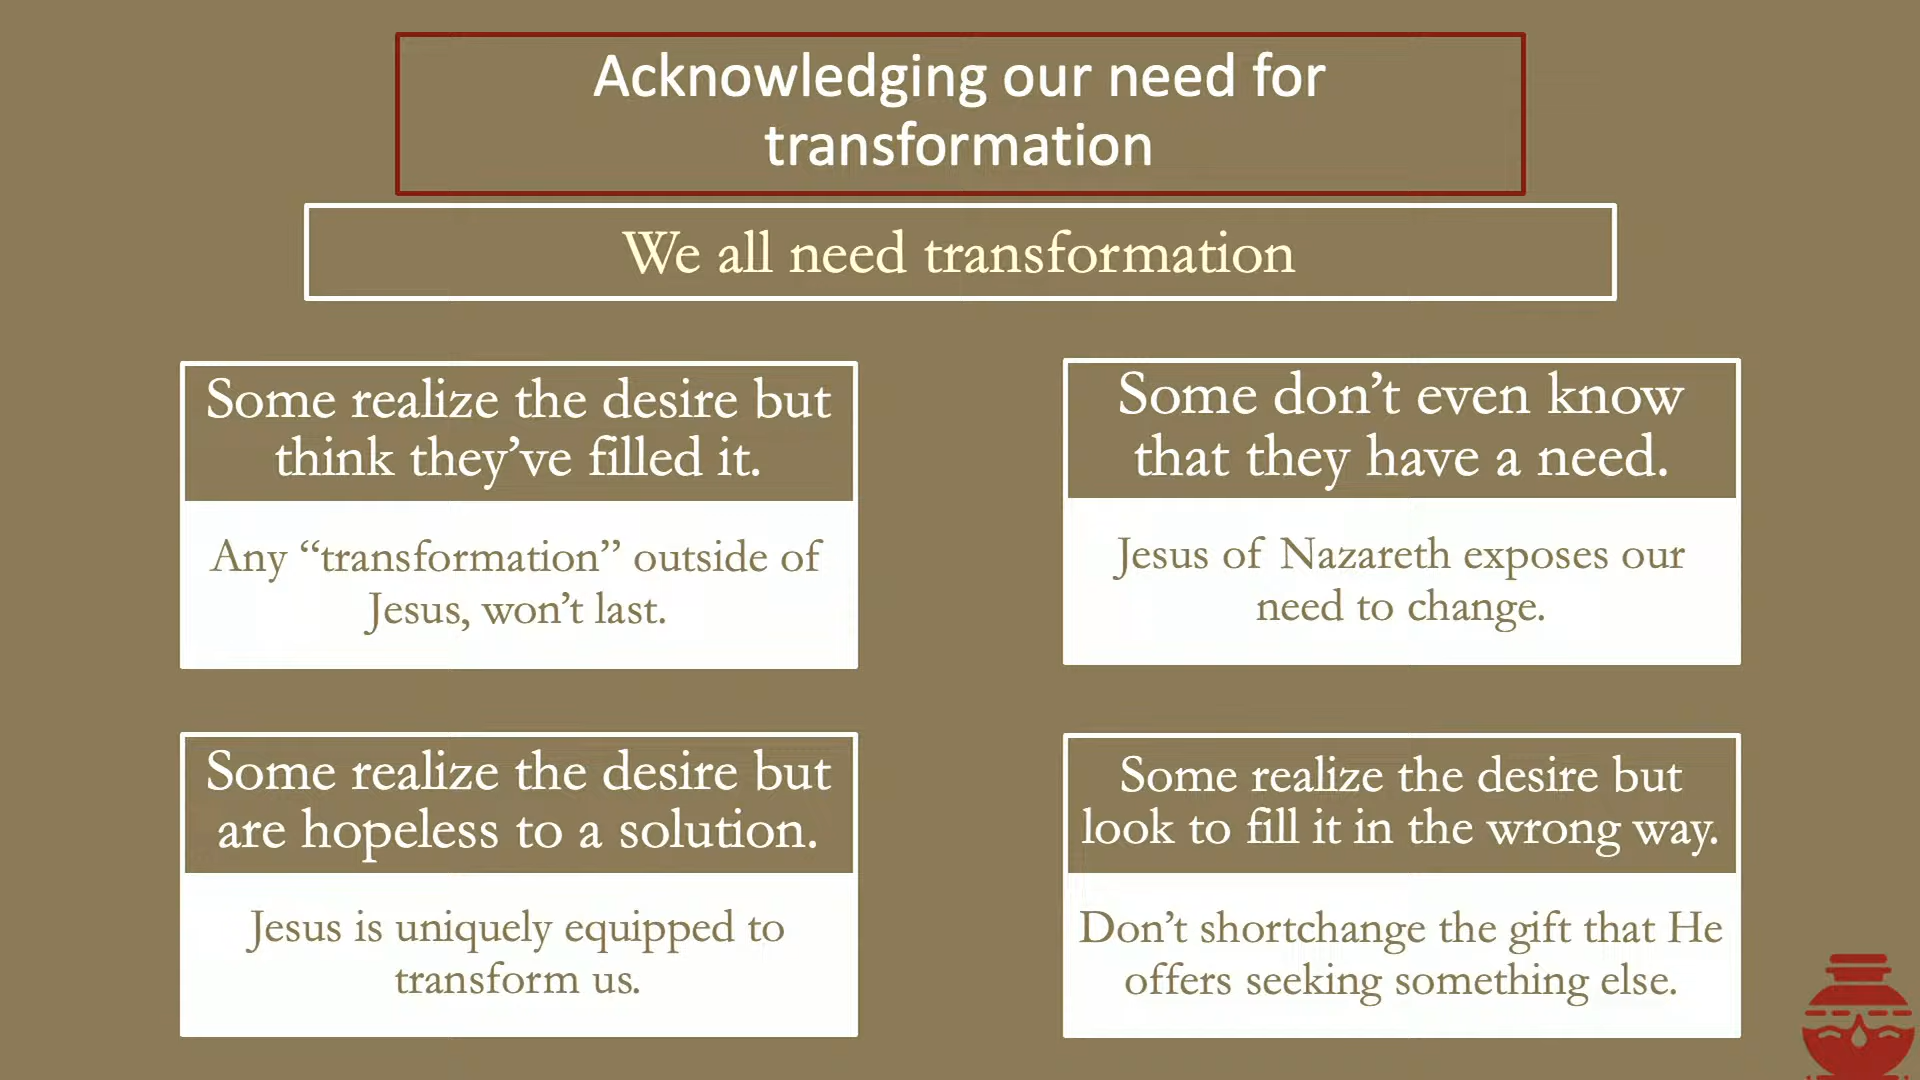 Acknowledging our need for
transformation
We all need transformation
Some realize the desire but
think they’ve filled it.
Any “transformation” outside of
Jesus, won’t last.
Some don’t even know
that they have a need.
Jesus of Nazareth exposes our
need to change.
Some realize the desire but
are hopeless to a solution.
Jesus is uniquely equipped to
transform us.
Some realize the desire but
look to fill it in the wrong way.
Don’t shortchange the gift that He
offers seeking something else.